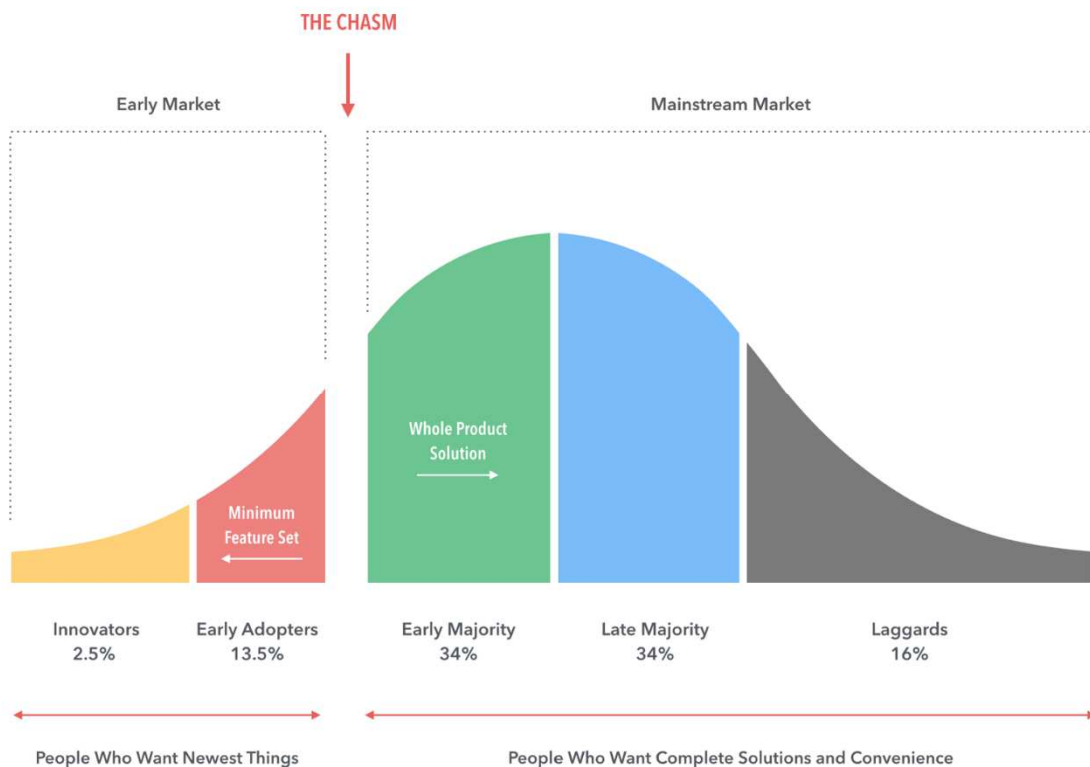 THE CHASM
Early Market
Mainstream Market
Whole Product
Solution
Minimum
Feature Set
Innovators
2.5%
Early Adopters
13.5%
Early Majority
34%
Late Majority
34%
Laggards
16%
People Who Want Newest Things
People Who Want Complete Solutions and Convenience